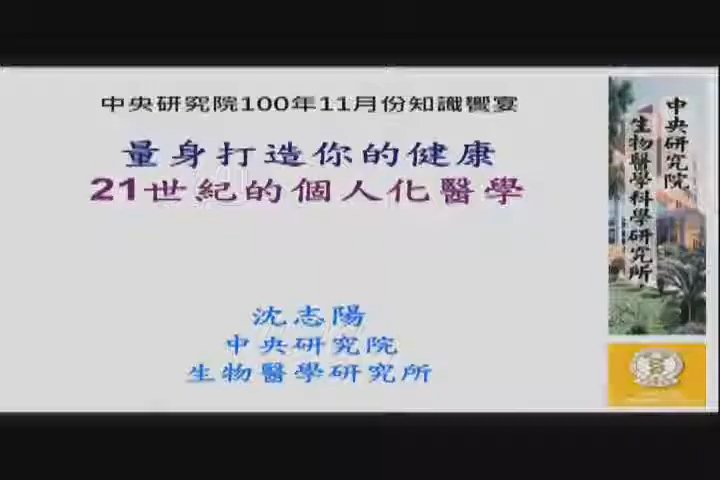 中央研究院100年11月份知識饗宴
量身打造你的健康
21世紀的個人化醫學
沈志陽
中央研究院
生物醫學研究所
中央研究院
生物醫學科學研究所